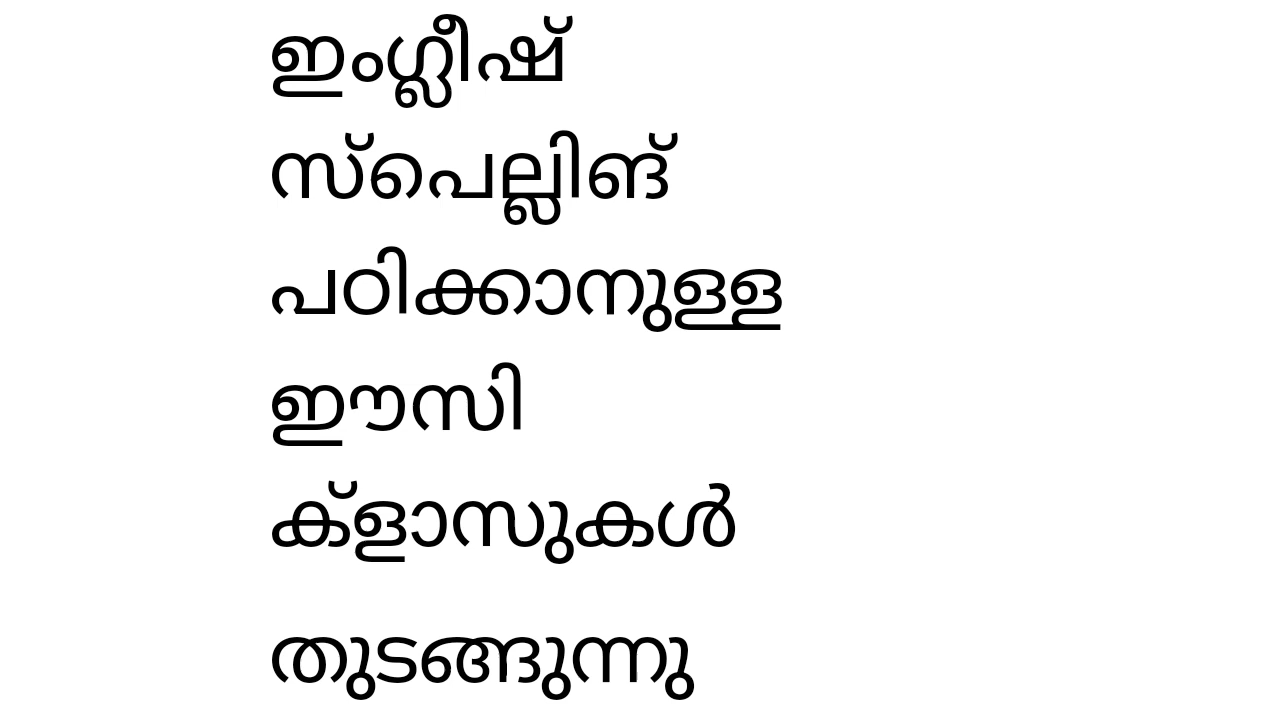 ഇംഗ്ലീഷ്
സ്പെല്ലിങ്
പഠിക്കാനുള്ള
ഈസി
ക്ളാസുകൾ
തുടങ്ങുന്നു